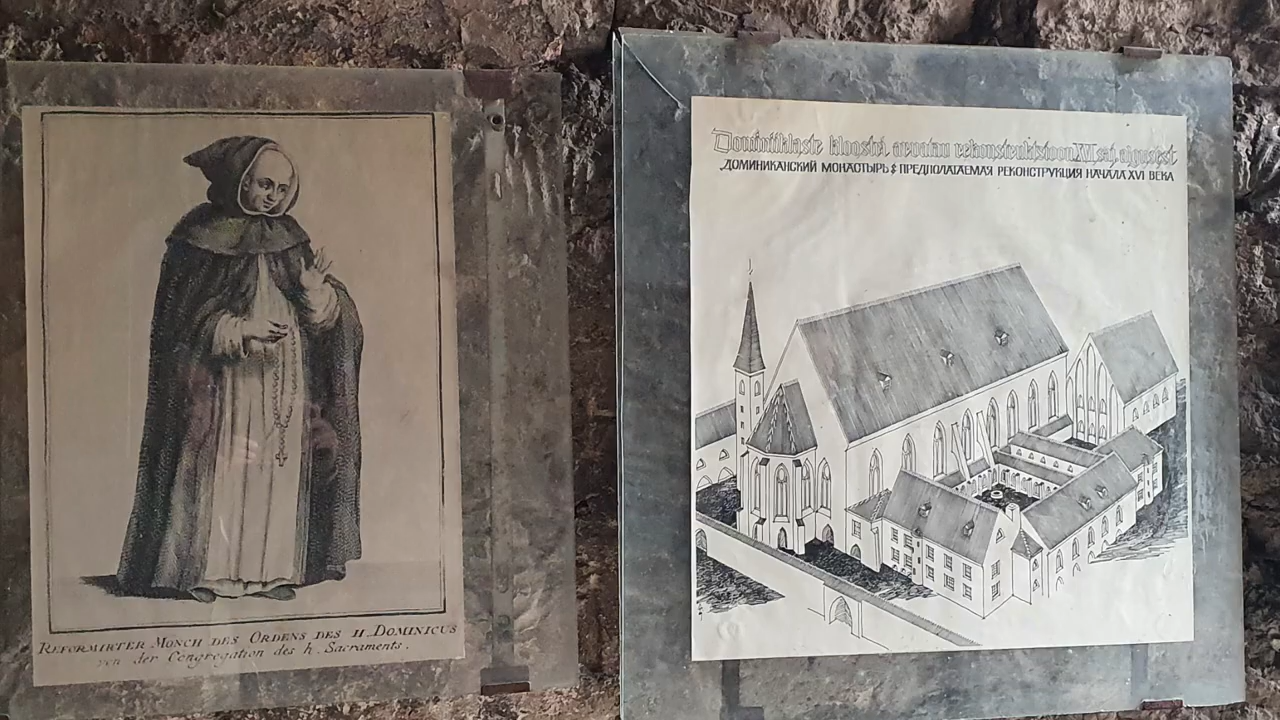 REFORMIRTER MÖNCH DES ORDENS DES H. DOMINICUS
von der Congregation des h. Sacraments.
Dominiiklaste kloostri arvatav rekonstruktsioon XVI saj. algusest
ДОМИНИКАНСКИЙ МОНАСТЫРЬ ПРЕДПОЛАГАЕМАЯ РЕКОНСТРУКЦИЯ НАЧАЛА XVI ВЕКА